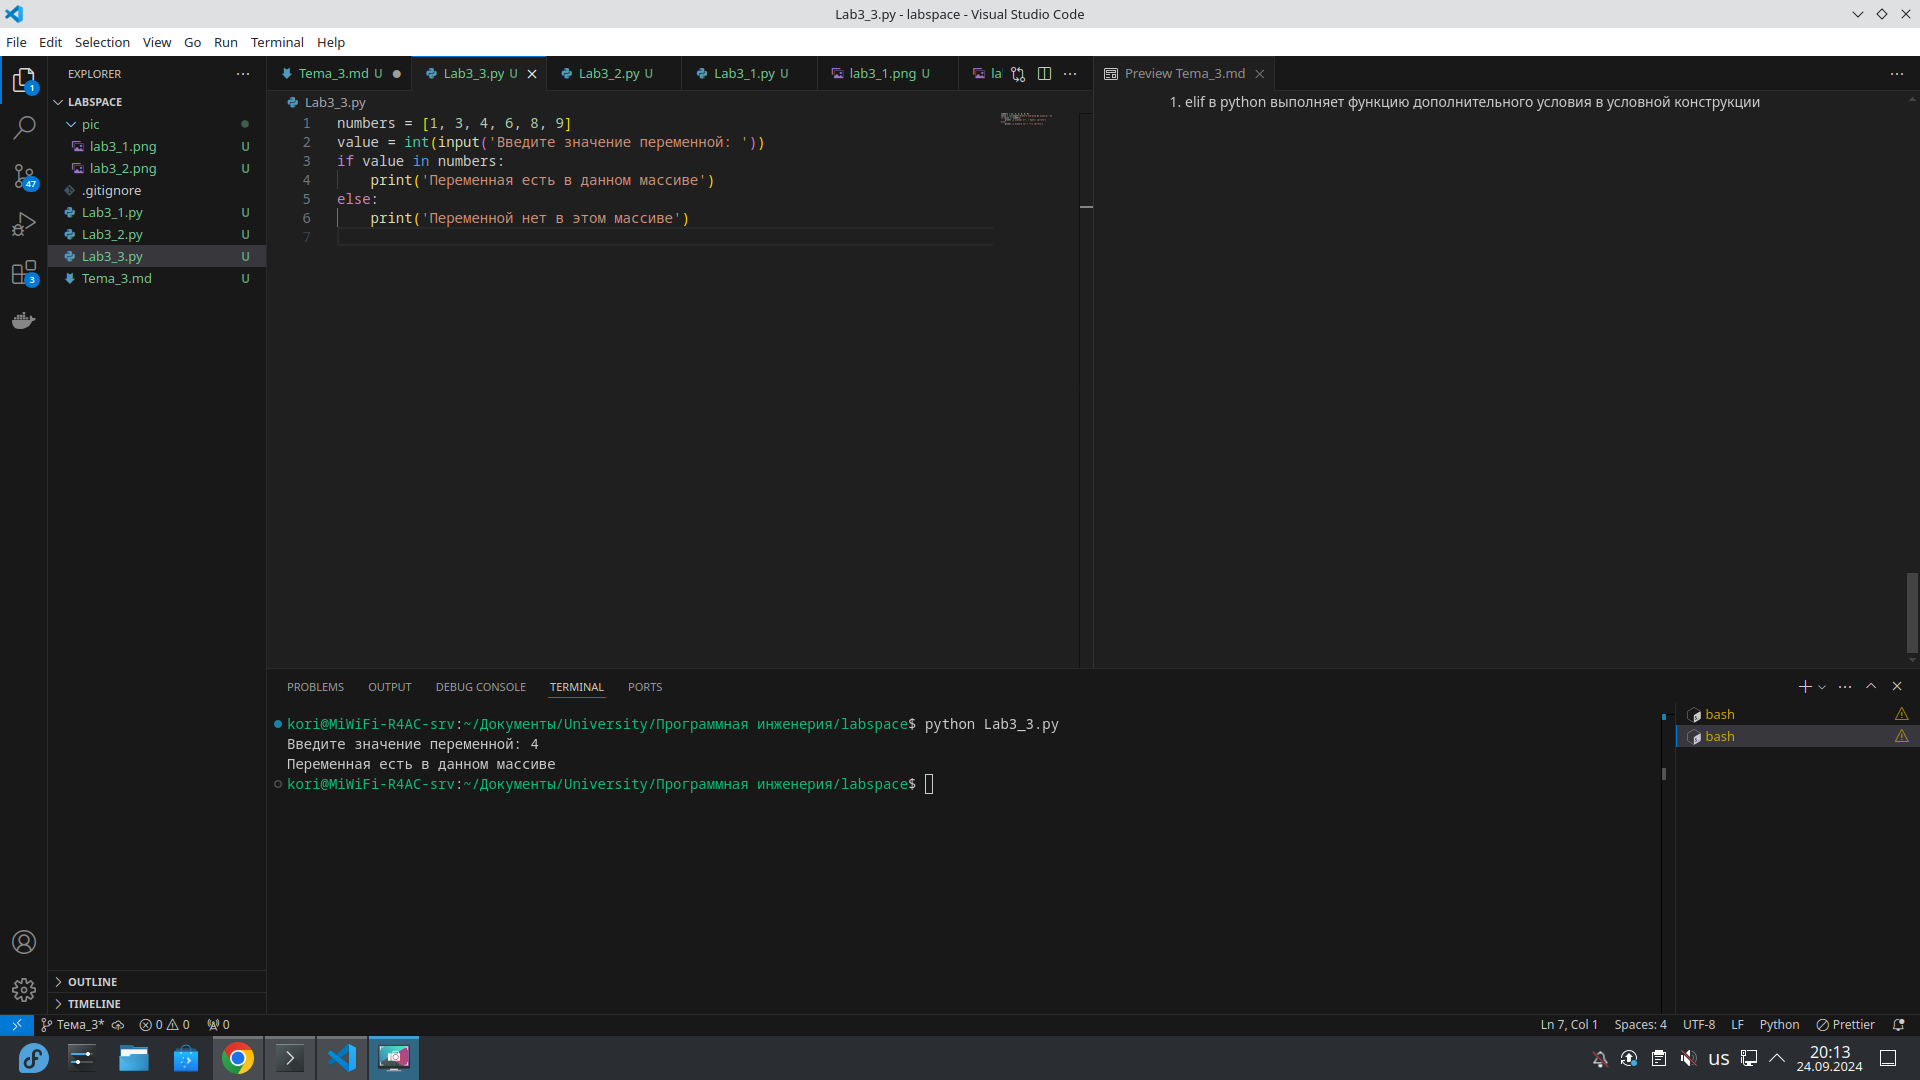 Lab3_3.py - labspace - Visual Studio Code
File Edit Selection View Go Run Terminal Help
EXPLORER
LABSPACE
pic
lab3_1.png U
lab3_2.png U
.gitignore
Lab3_1.py U
Lab3_2.py U
Lab3_3.py U
Tema_3.md U
OUTLINE
TIMELINE
1
47
3
Tema_3.md U Lab3_3.py U Lab3_2.py U Lab3_1.py U lab3_1.png U la
Lab3_3.py
1 numbers = [1, 3, 4, 6, 8, 9]
2 value = int(input('Введите значение переменной: '))
3 if value in numbers:
4 print('Переменная есть в данном массиве')
5 else:
6 print('Переменной нет в этом массиве')
7
Preview Tema_3.md
1. elif в python выполняет функцию дополнительного условия в условной конструкции
PROBLEMS OUTPUT DEBUG CONSOLE TERMINAL PORTS
kori@MiWiFi-R4AC-srv:~/Документы/University/Программная инженерия/labspace$ python Lab3_3.py
Введите значение переменной: 4
Переменная есть в данном массиве
kori@MiWiFi-R4AC-srv:~/Документы/University/Программная инженерия/labspace$
bash
bash
Тема_3* 0 0 0
Ln 7, Col 1 Spaces: 4 UTF-8 LF Python Prettier
us
20:13
24.09.2024